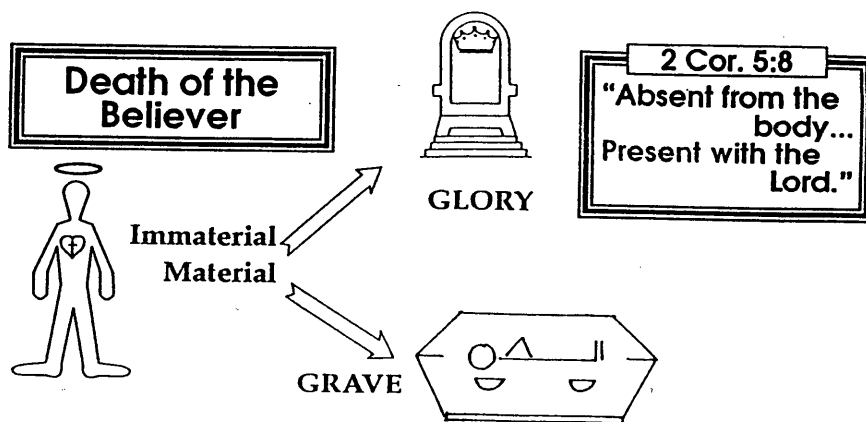 Death of the
Believer
2 Cor. 5:8
“Absent from the
body...
Present with the
Lord.”
GLORY
Immaterial
Material
GRAVE